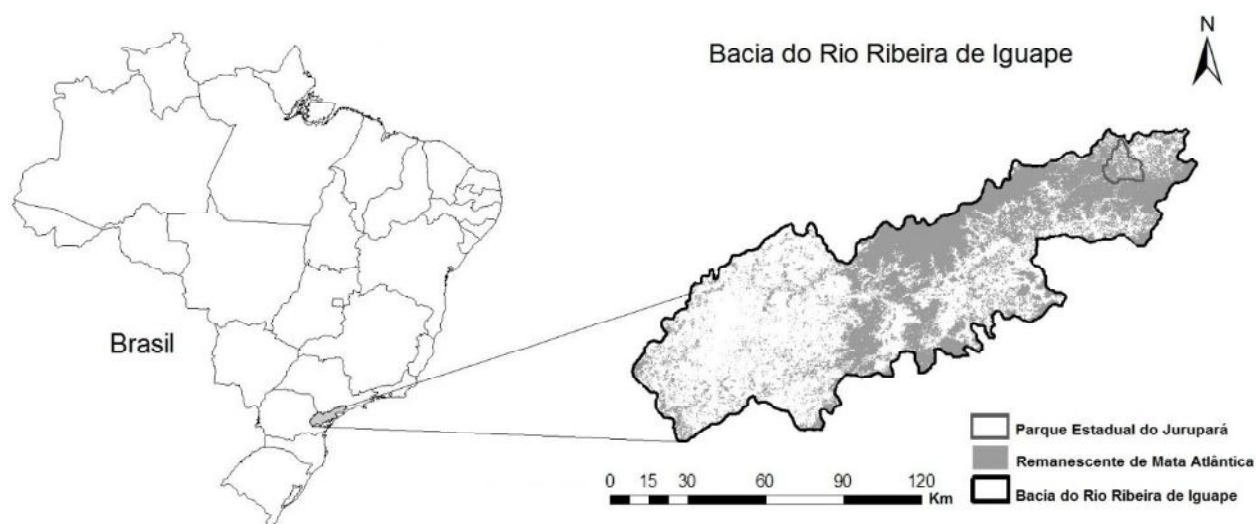 Bacia do Rio Ribeira de Iguape
N
Brasil
Parque Estadual do Jurupará
Remanescente de Mata Atlântica
Bacia do Rio Ribeira de Iguape
0 15 30 60 90 120
Km